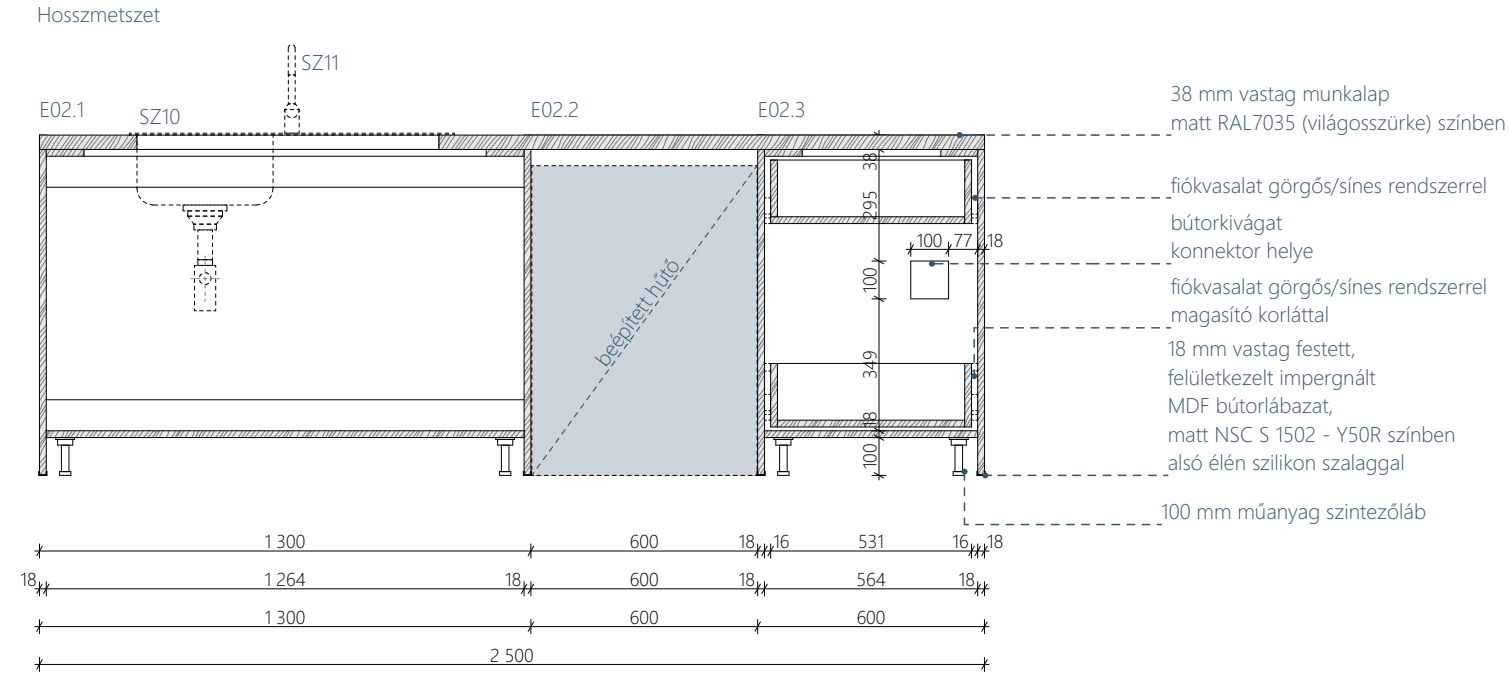 Hosszmetszet
SZ11
E02.1
SZ10
E02.2
E02.3
38 mm vastag munkalap
matt RAL7035 (világosszürke) színben
fiókvasalat görgős/sínes rendszerrel
bútorkivágat
konnektor helye
fiókvasalat görgős/sínes rendszerrel
magasító korláttal
18 mm vastag festett,
felületkezelt impergnált
MDF bútorlábazat,
matt NSC S 1502 - Y50R színben
alsó élén szilikon szalaggal
100 mm műanyag szintezőláb
beépített hűtő
38
295
100
349
18
100
100 77 18
1 300 600 18 16 531 16 18
18 1 264 18 600 18 564 18
1 300 600 600
2 500